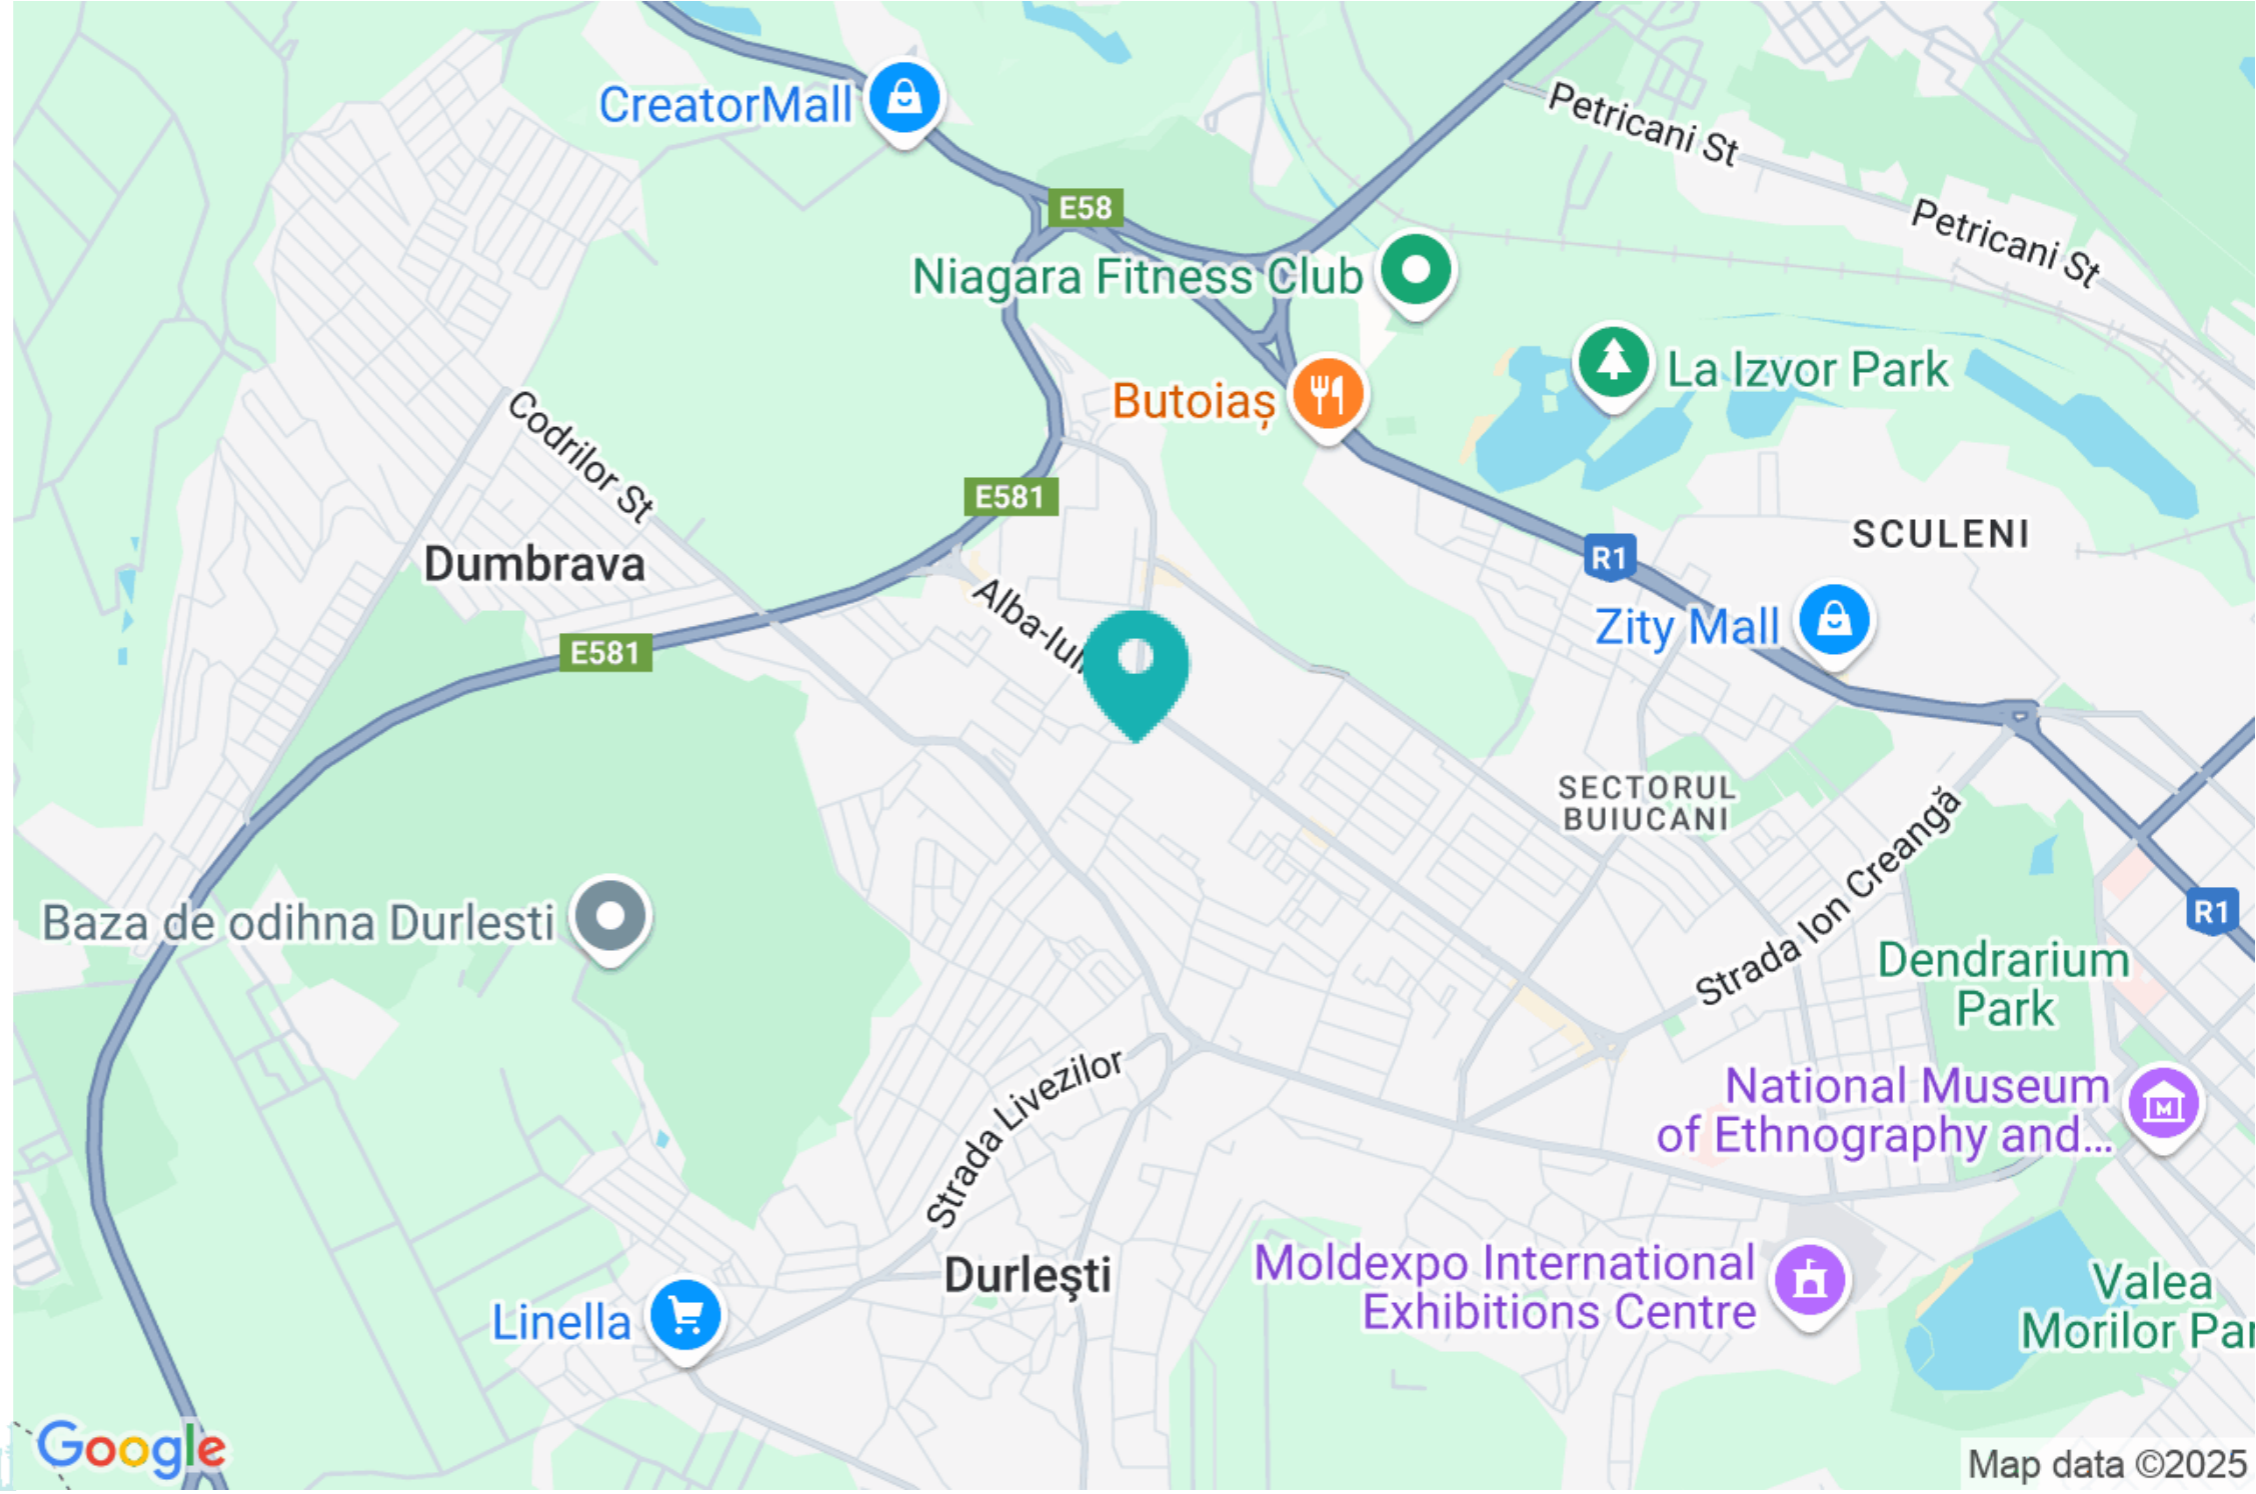 CreatorMall
Petricani St
E58
Petricani St
Niagara Fitness Club
La Izvor Park
Butoiaș
Codrilor St
E581
SCULENI
Dumbrava
R1
Alba-Iuli
Zity Mall
E581
SECTORUL
BUIUCANI
Strada Ion Creangă
Baza de odihna Durlesti
R1
Dendrarium
Park
Strada Livezilor
National Museum
of Ethnography and...
Durleşti
Moldexpo International
Exhibitions Centre
Valea
Morilor Par
Linella
Google
Map data ©2025